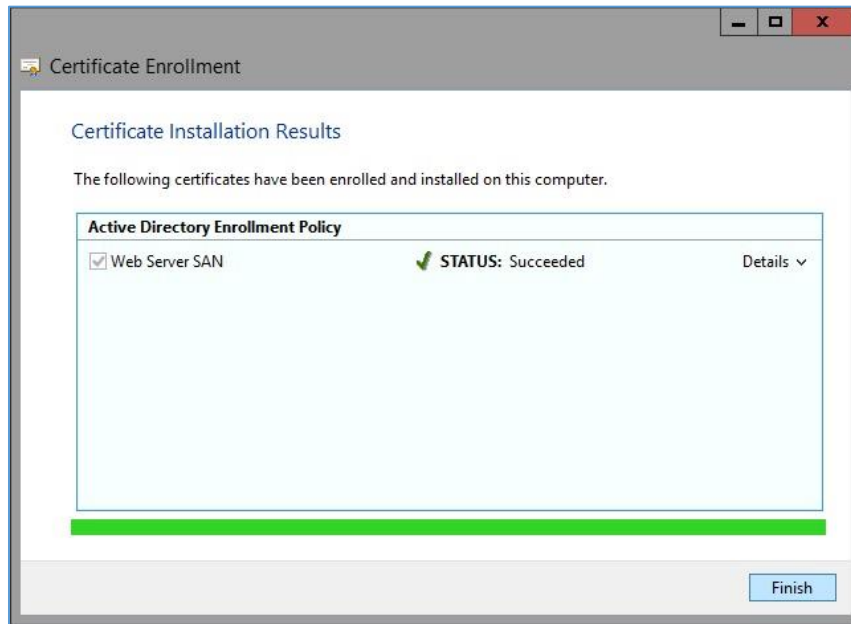 Certificate Enrollment
Certificate Installation Results
The following certificates have been enrolled and installed on this computer.
Active Directory Enrollment Policy
Web Server SAN STATUS: Succeeded Details
Finish